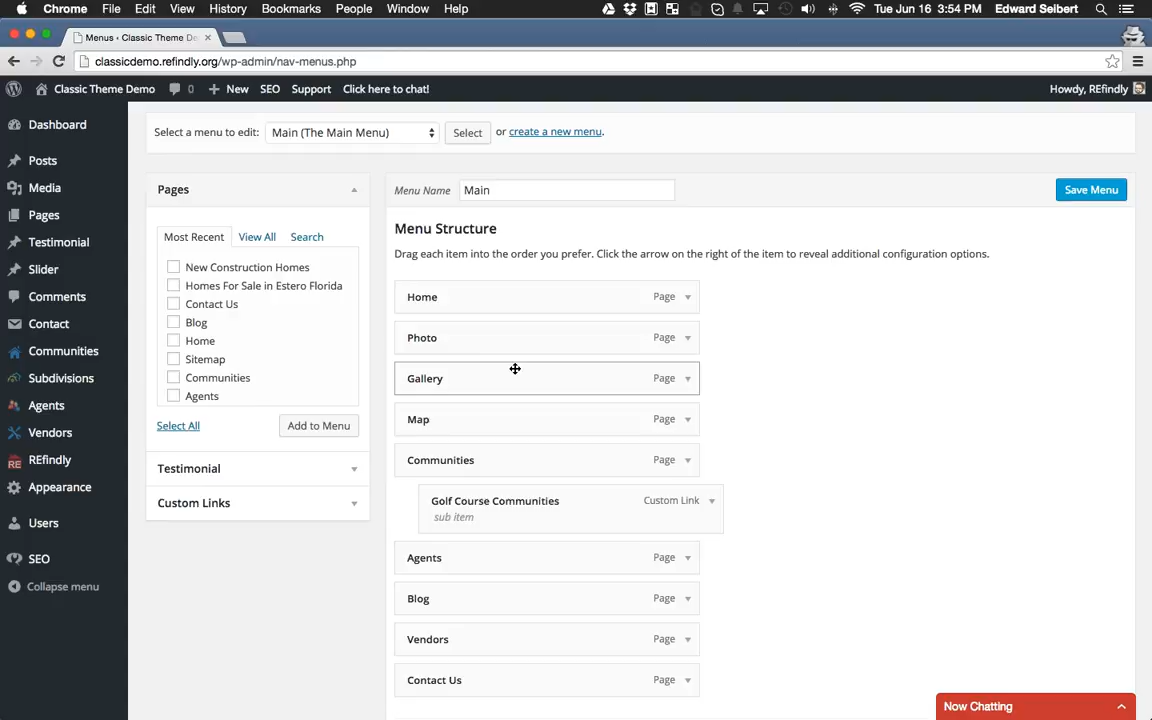 Chrome File Edit View History Bookmarks People Window Help Tue Jun 16 3:54 PM Edward Seibert
Menus ‹ Classic Theme De
classicdemo.refindly.org/wp-admin/nav-menus.php
Classic Theme Demo 0 New SEO Support Click here to chat! Howdy, REfindly
Dashboard
Posts
Media
Pages
Testimonial
Slider
Comments
Contact
Communities
Subdivisions
Agents
Vendors
RE REfindly
Appearance
Users
SEO
Collapse menu
Select a menu to edit: Main (The Main Menu) Select or create a new menu.
Pages
Most Recent View All Search
New Construction Homes
Homes For Sale in Estero Florida
Contact Us
Blog
Home
Sitemap
Communities
Agents
Select All Add to Menu
Testimonial
Custom Links
Menu Name Main Save Menu
Menu Structure
Drag each item into the order you prefer. Click the arrow on the right of the item to reveal additional configuration options.
Home Page
Photo Page
Gallery Page
Map Page
Communities Page
Golf Course Communities Custom Link
sub item
Agents Page
Blog Page
Vendors Page
Contact Us Page
Now Chatting